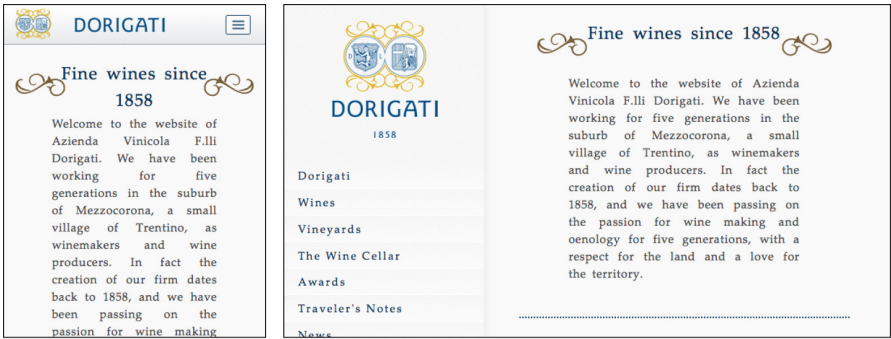 DORIGATI
Fine wines since
1858
Welcome to the website of
Azienda Vinicola F.lli
Dorigati. We have been
working for five
generations in the suburb
of Mezzocorona, a small
village of Trentino, as
winemakers and wine
producers. In fact the
creation of our firm dates
back to 1858, and we have
been passing on the
passion for wine making
D L
DORIGATI
1858
Dorigati
Wines
Vineyards
The Wine Cellar
Awards
Traveler's Notes
News
Fine wines since 1858
Welcome to the website of Azienda
Vinicola F.lli Dorigati. We have been
working for five generations in the
suburb of Mezzocorona, a small
village of Trentino, as winemakers
and wine producers. In fact the
creation of our firm dates back to
1858, and we have been passing on
the passion for wine making and
oenology for five generations, with a
respect for the land and a love for
the territory.